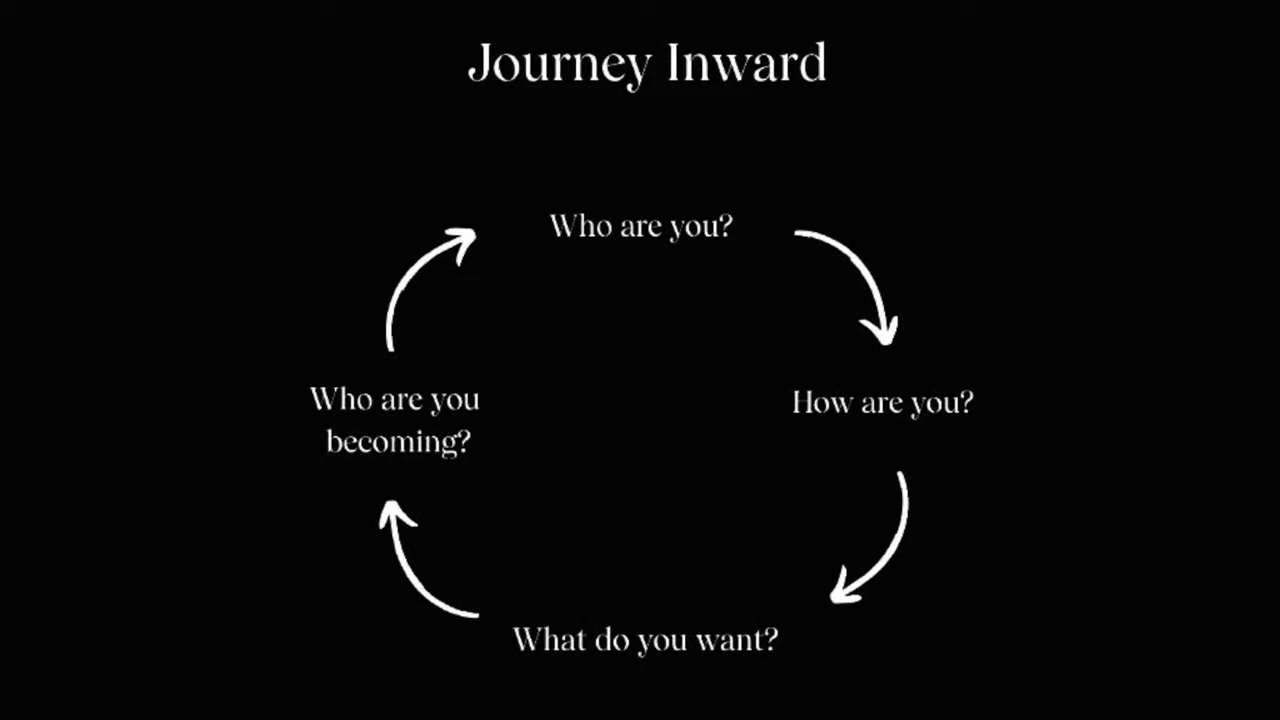 Journey Inward
Who are you?
How are you?
What do you want?
Who are you
becoming?